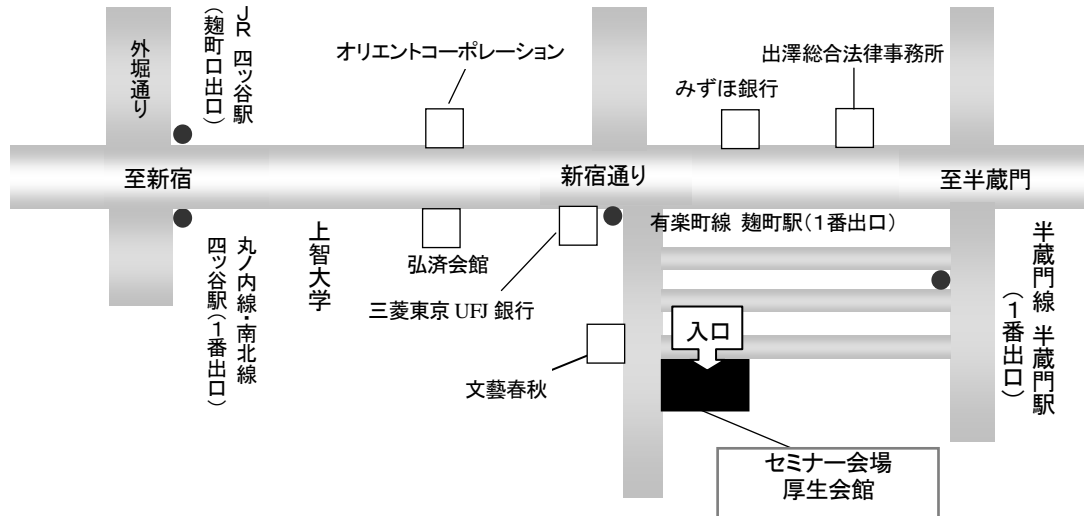 外堀通り
JR 四ッ谷駅
(麹町口出口)
オリエントコーポレーション
出澤総合法律事務所
みずほ銀行
至新宿
新宿通り
至半蔵門
有楽町線 麹町駅(1番出口)
丸ノ内線・南北線
四ッ谷駅(1番出口)
上智大学
弘済会館
三菱東京 UFJ 銀行
半蔵門線 半蔵門駅
(1番出口)
入口
文藝春秋
セミナー会場
厚生会館